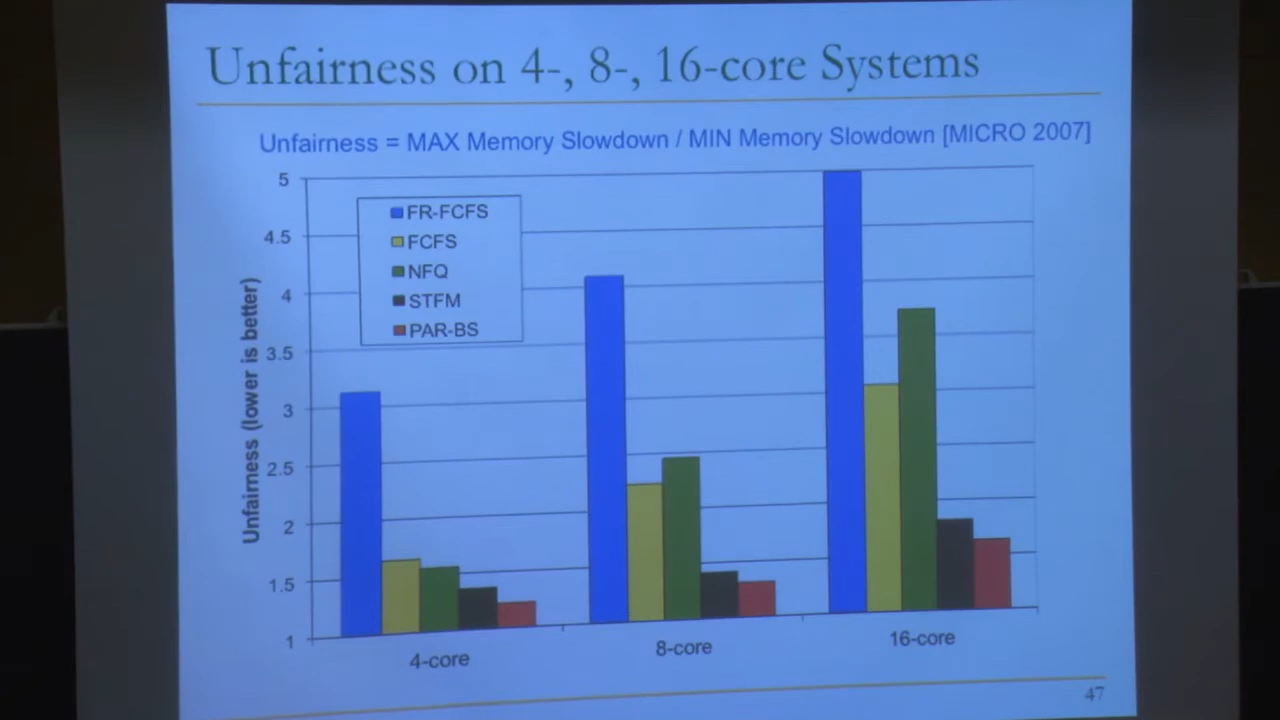 Unfairness on 4-, 8-, 16-core Systems
Unfairness = MAX Memory Slowdown / MIN Memory Slowdown [MICRO 2007]
5
4.5
4
3.5
3
2.5
2
1.5
1
Unfairness (lower is better)
FR-FCFS
FCFS
NFQ
STFM
PAR-BS
4-core
8-core
16-core
47